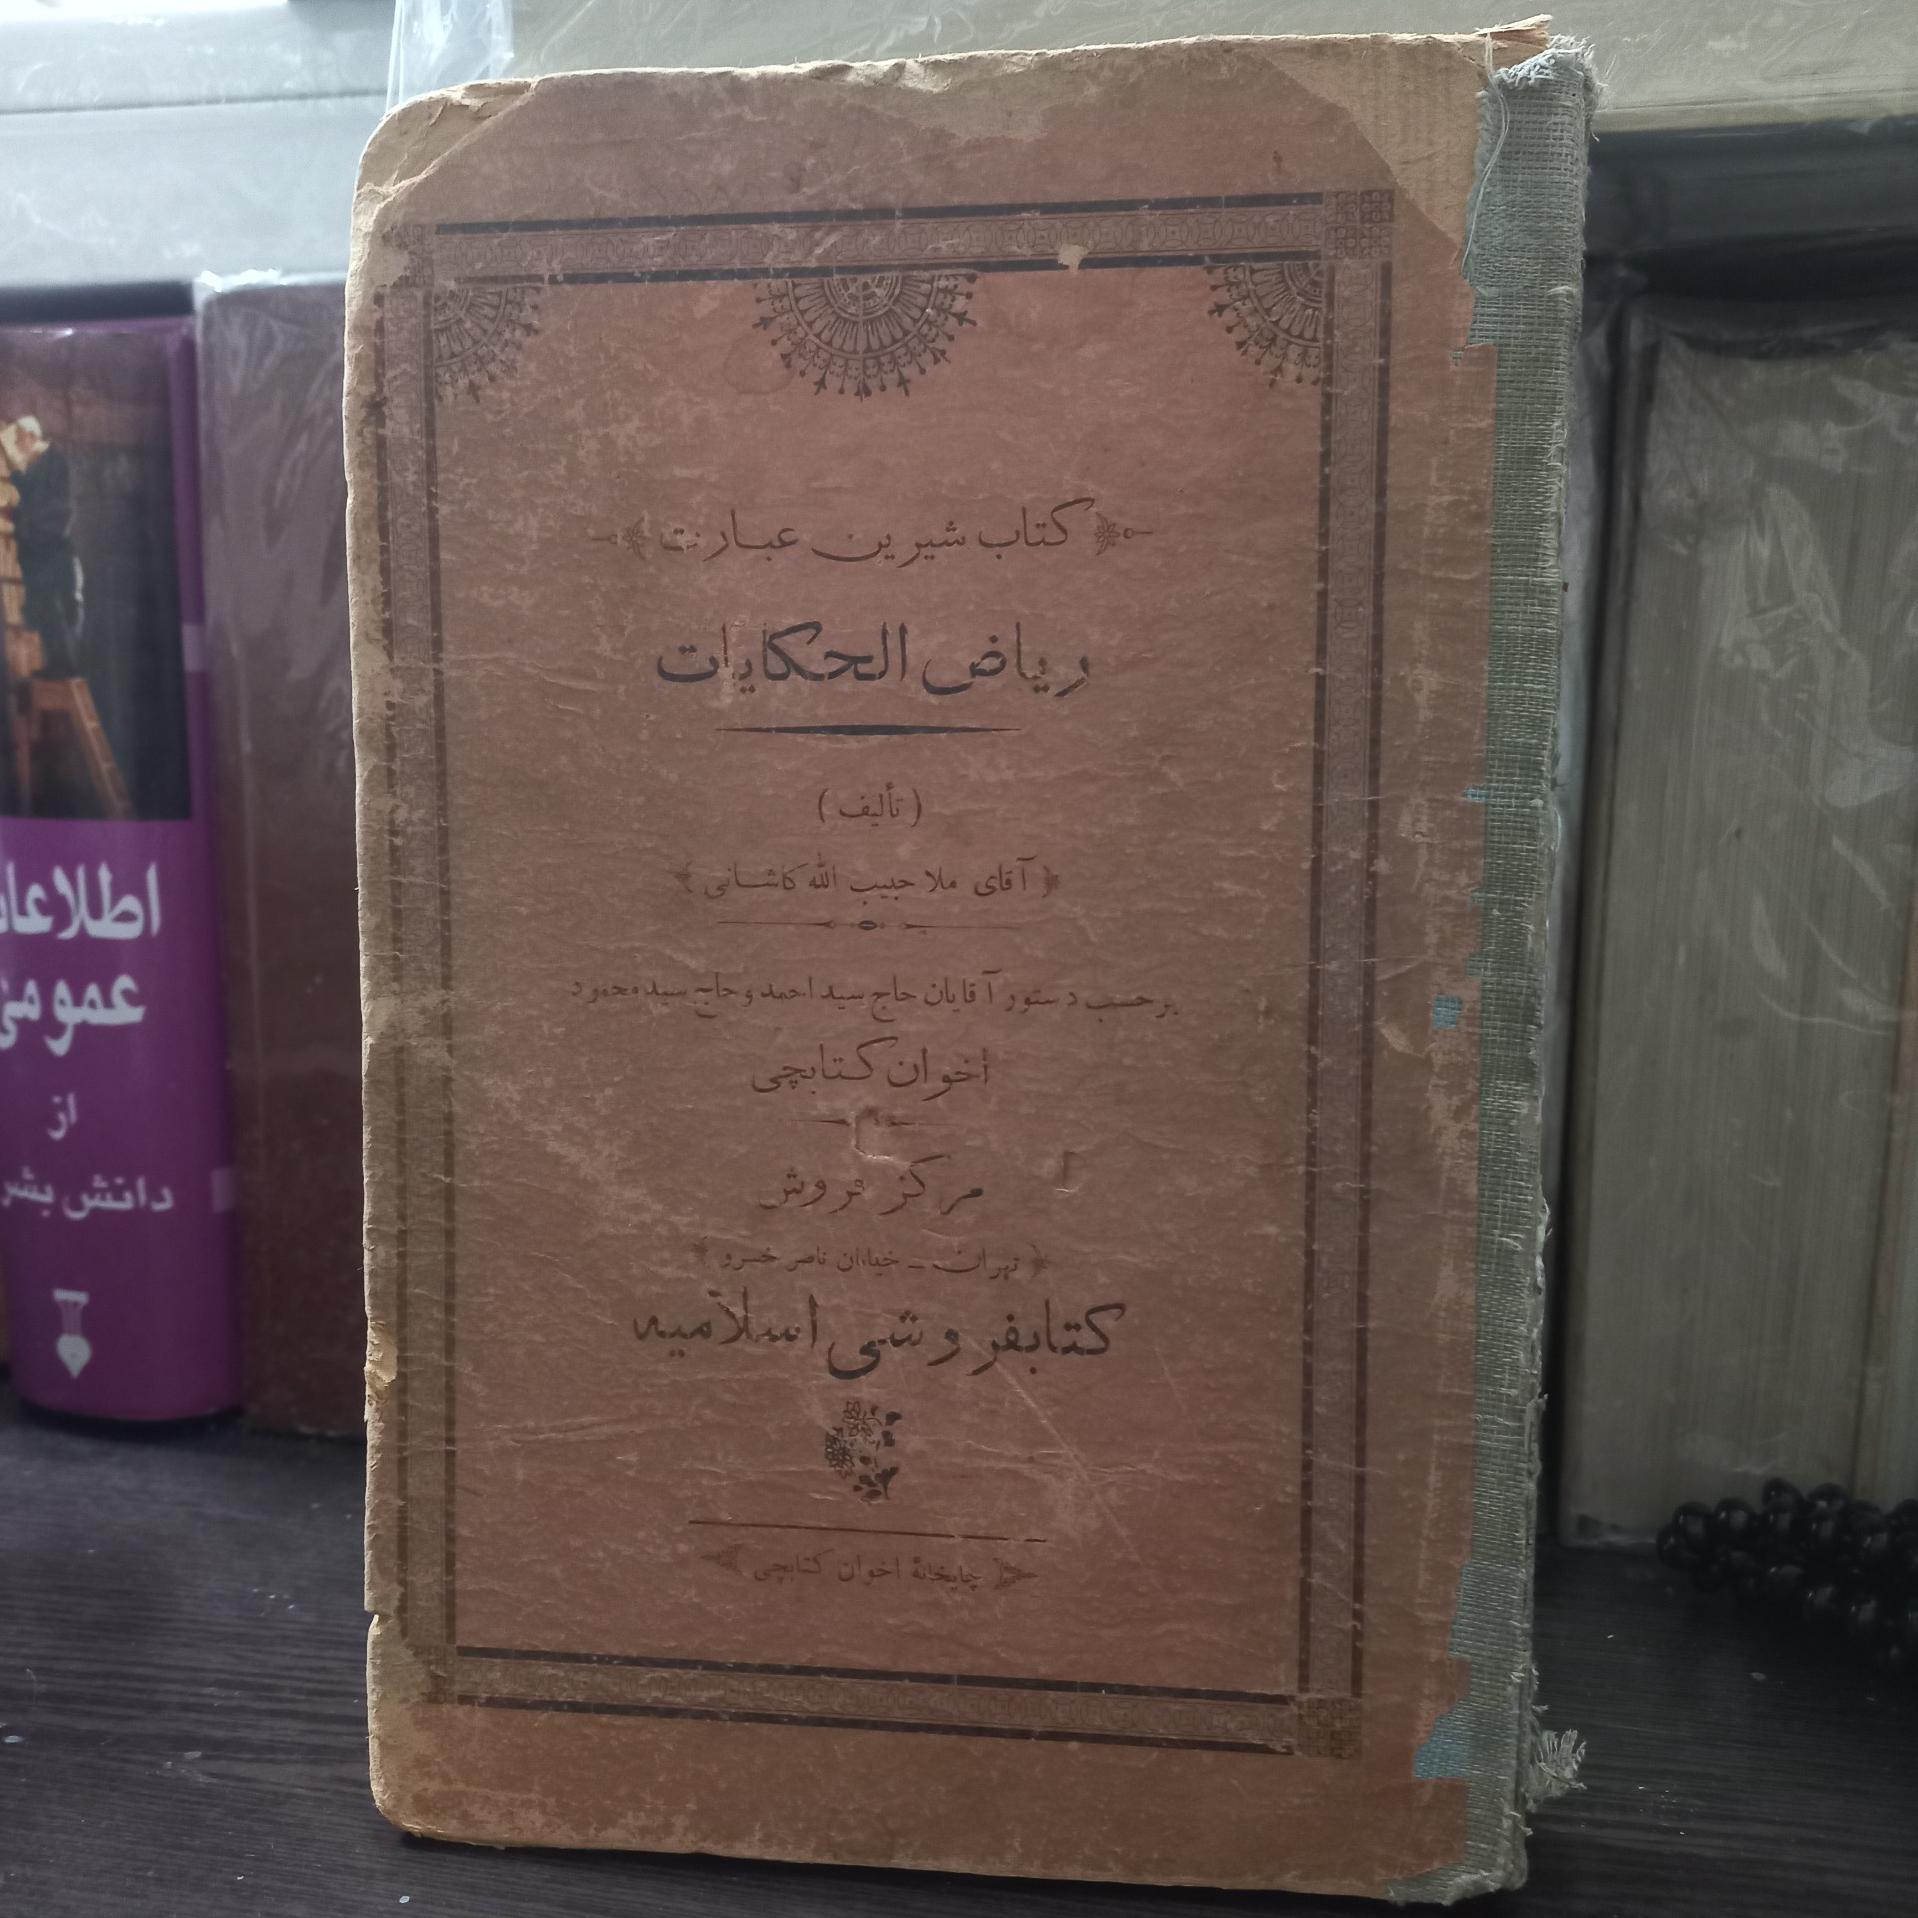 کتاب شیرین عبارت
ریاض الحکایات
( تألیف )
آقای ملا حبیب الله کاشانی
برحسب دستور آقایان حاج سید احمد و حاج سید محمود
اخوان کتابچی
مرکز فروش
تهران ــ خیابان ناصر خسرو
کتابفروشی اسلامیه
چاپخانهٔ اخوان کتابچی
اطلاعات
عمومی
از
دانش بشر